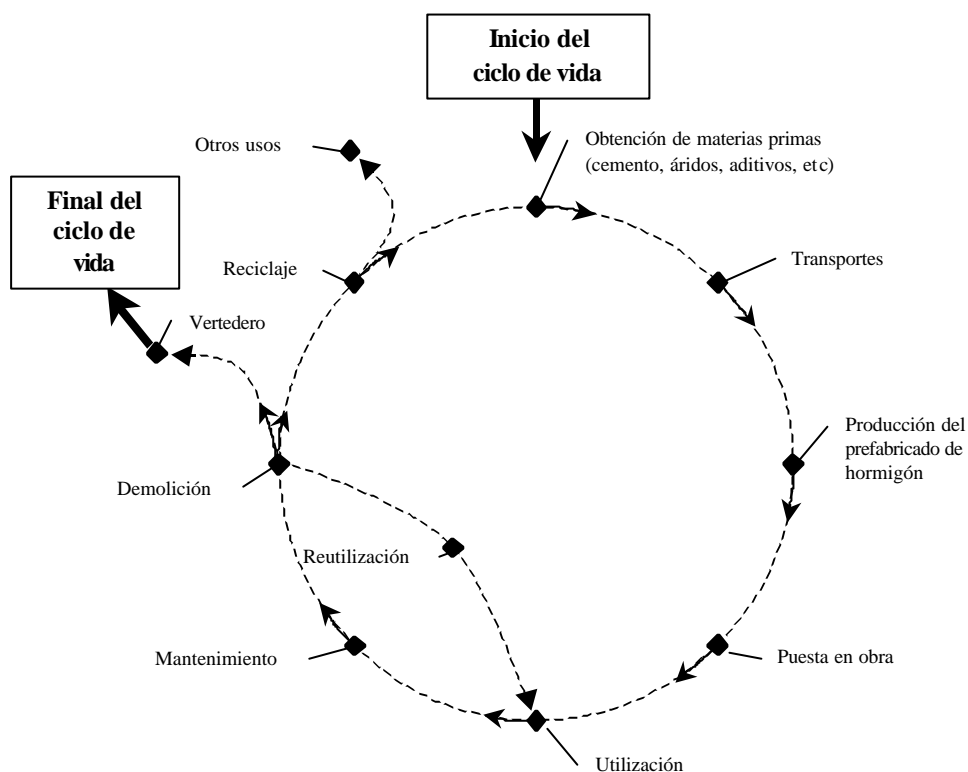 Inicio del
ciclo de vida
Otros usos
Obtención de materias primas
(cemento, áridos, aditivos, etc)
Final del
ciclo de
vida
Reciclaje
Transportes
Vertedero
Producción del
prefabricado de
hormigón
Demolición
Reutilización
Mantenimiento
Puesta en obra
Utilización